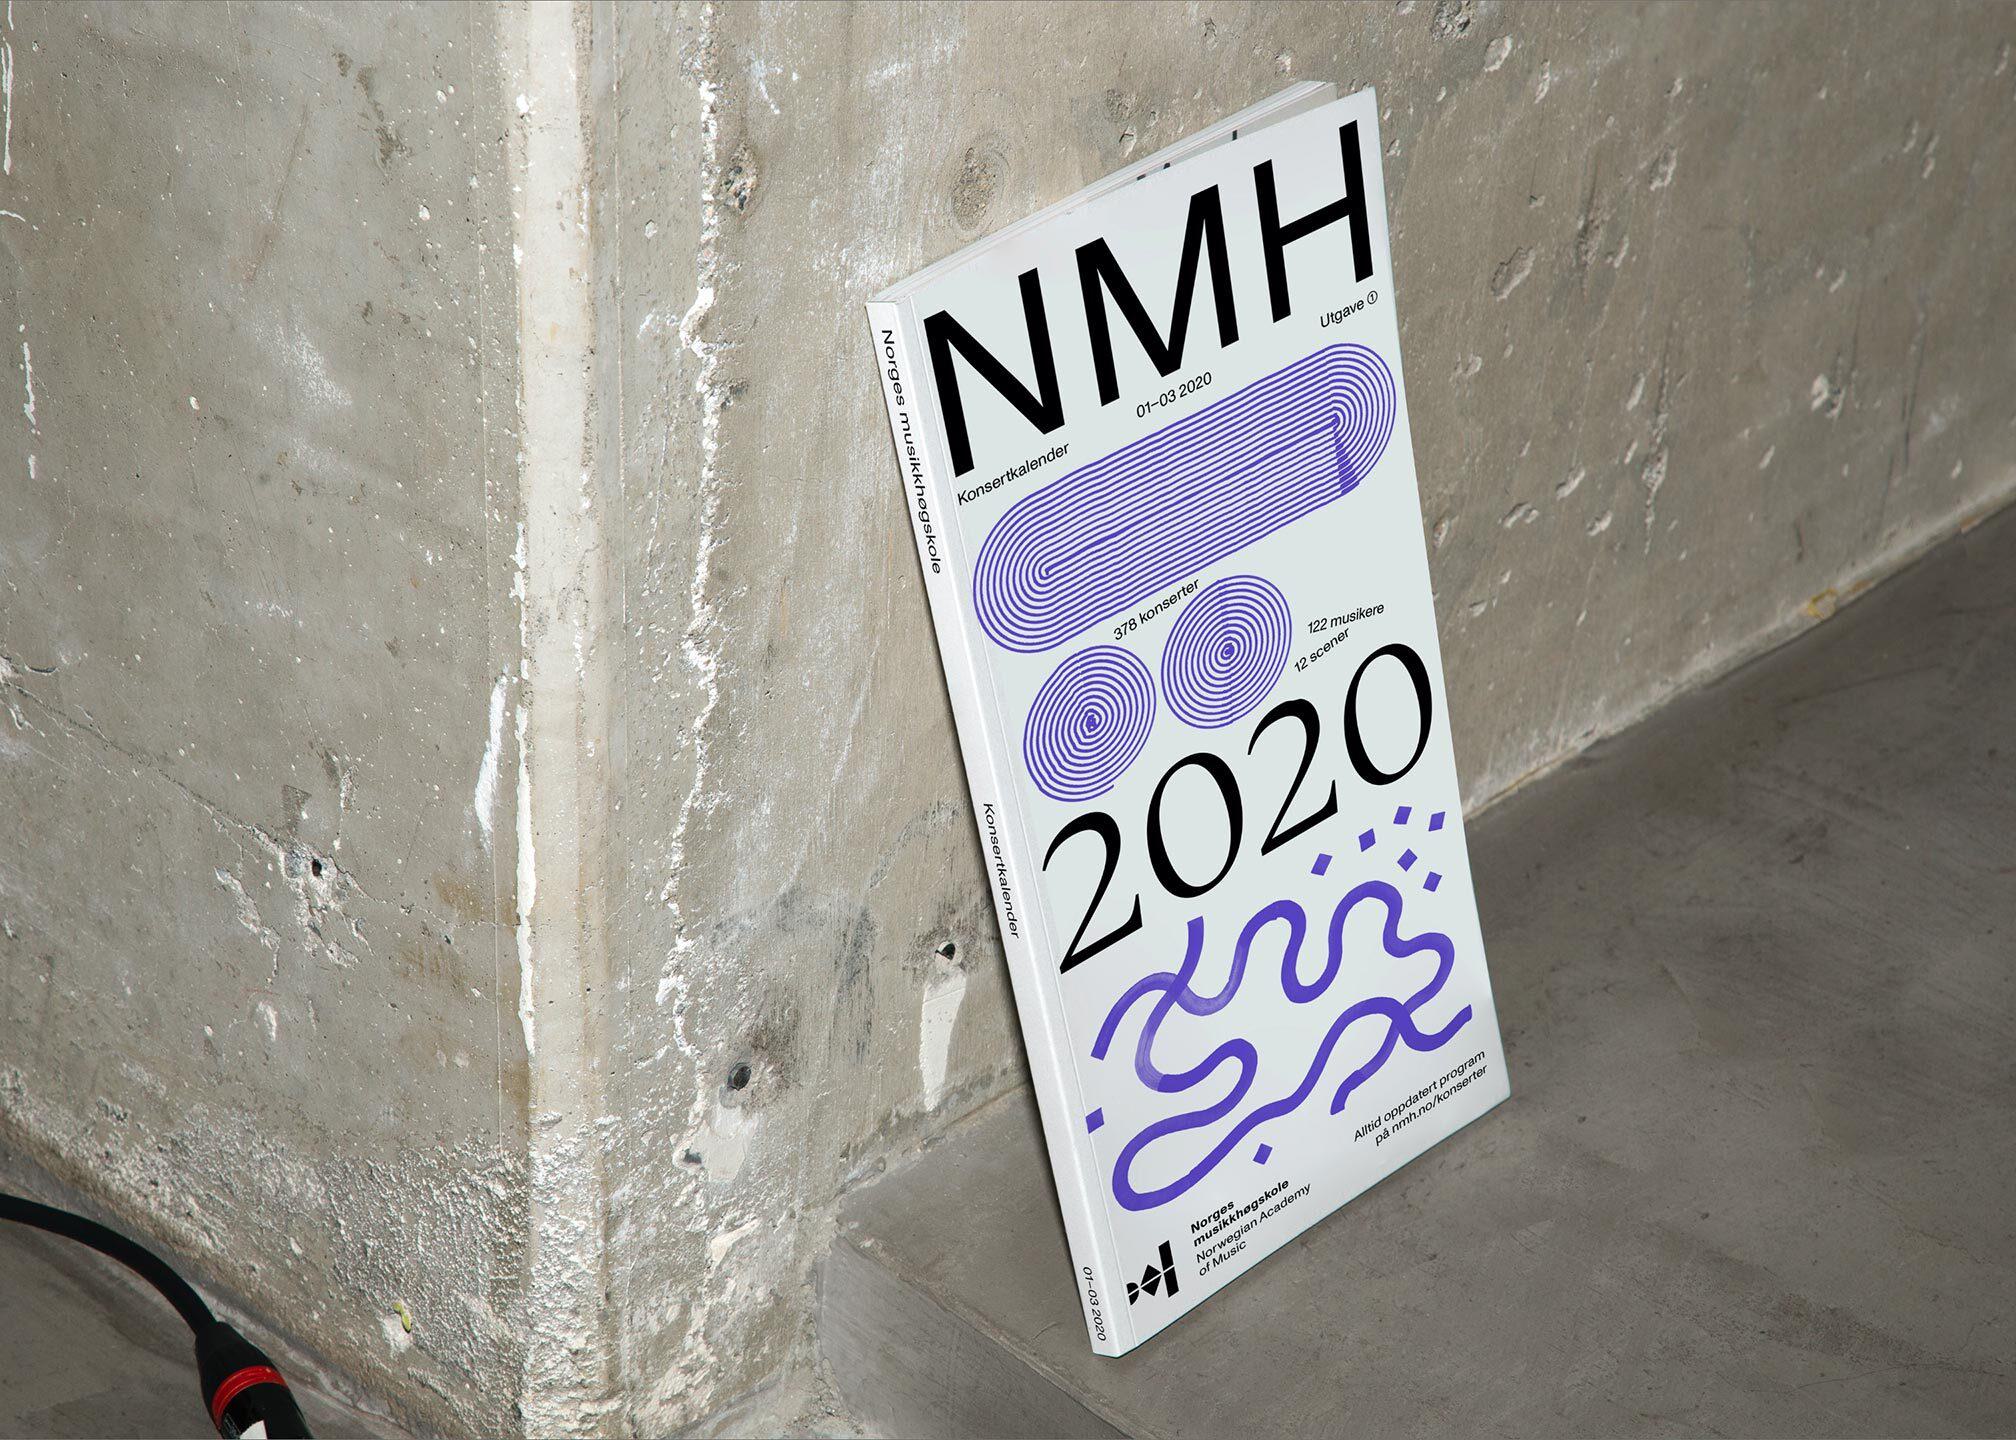 NMH
Utgave ①
01–03 2020
Konsertkalender
378 konserter
122 musikere
12 scener
2020
Alltid oppdatert program
på nmh.no/konserter
Norges
musikkhøgskole
Norwegian Academy
of Music
Norges musikkhøgskole
Konsertkalender
01–03 2020